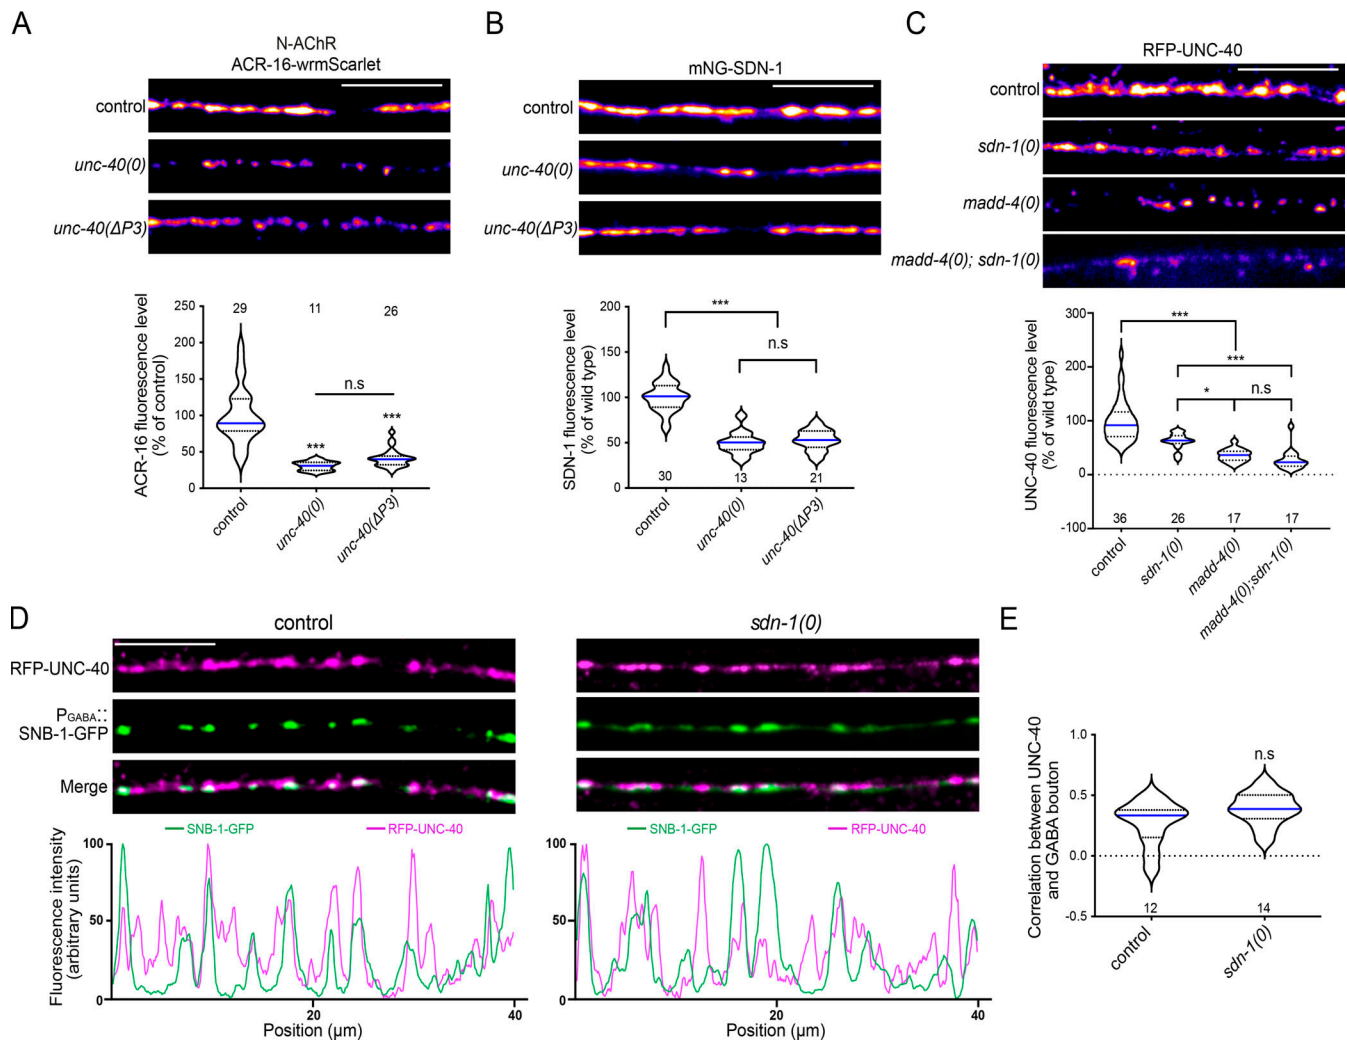 A
N-AChR
ACR-16-wrmScarlet
control
unc-40(0)
unc-40(ΔP3)
ACR-16 fluorescence level
(% of control)
250
200
150
100
50
0
29
11
26
n.s
***
***
control
unc-40(0)
unc-40(ΔP3)
B
mNG-SDN-1
control
unc-40(0)
unc-40(ΔP3)
SDN-1 fluorescence level
(% of wild type)
200
150
100
50
0
***
n.s
30
13
21
control
unc-40(0)
unc-40(ΔP3)
C
RFP-UNC-40
control
sdn-1(0)
madd-4(0)
madd-4(0); sdn-1(0)
UNC-40 fluorescence level
(% of wild type)
300
200
100
0
-100
***
***
*
n.s
36
26
17
17
control
sdn-1(0)
madd-4(0)
madd-4(0);sdn-1(0)
D
control
sdn-1(0)
RFP-UNC-40
PGABA::
SNB-1-GFP
Merge
SNB-1-GFP
RFP-UNC-40
Fluorescence intensity
(arbitrary units)
100
50
0
20
40
Position (µm)
SNB-1-GFP
RFP-UNC-40
100
50
0
20
40
Position (µm)
E
Correlation between UNC-40
and GABA bouton
1.0
0.5
0.0
-0.5
n.s
12
14
control
sdn-1(0)